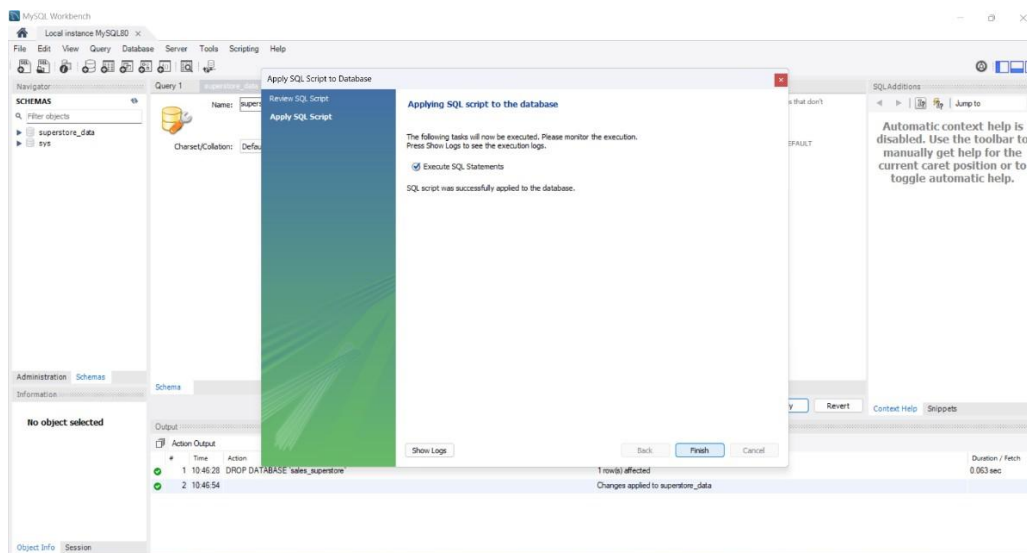 MySQL Workbench
Local instance MySQL80 ×
File Edit View Query Database Server Tools Scripting Help
Navigator
SCHEMAS
Filter objects
superstore_data
sys
Administration Schemas
Information
No object selected
Object Info Session
Query 1
Name: supers
Charset/Collation: Defau
s that don't
EFAULT
Schema
y Revert
Apply SQL Script to Database
Review SQL Script
Apply SQL Script
Applying SQL script to the database
The following tasks will now be executed. Please monitor the execution.
Press Show Logs to see the execution logs.
Execute SQL Statements
SQL script was successfully applied to the database.
Show Logs Back Finish Cancel
SQLAdditions
Jump to
Automatic context help is
disabled. Use the toolbar to
manually get help for the
current caret position or to
toggle automatic help.
Context Help Snippets
Output
Action Output
# Time Action Duration / Fetch
1 10:46:28 DROP DATABASE `sales_superstore` 1 row(s) affected 0.063 sec
2 10:46:54 Changes applied to superstore_data